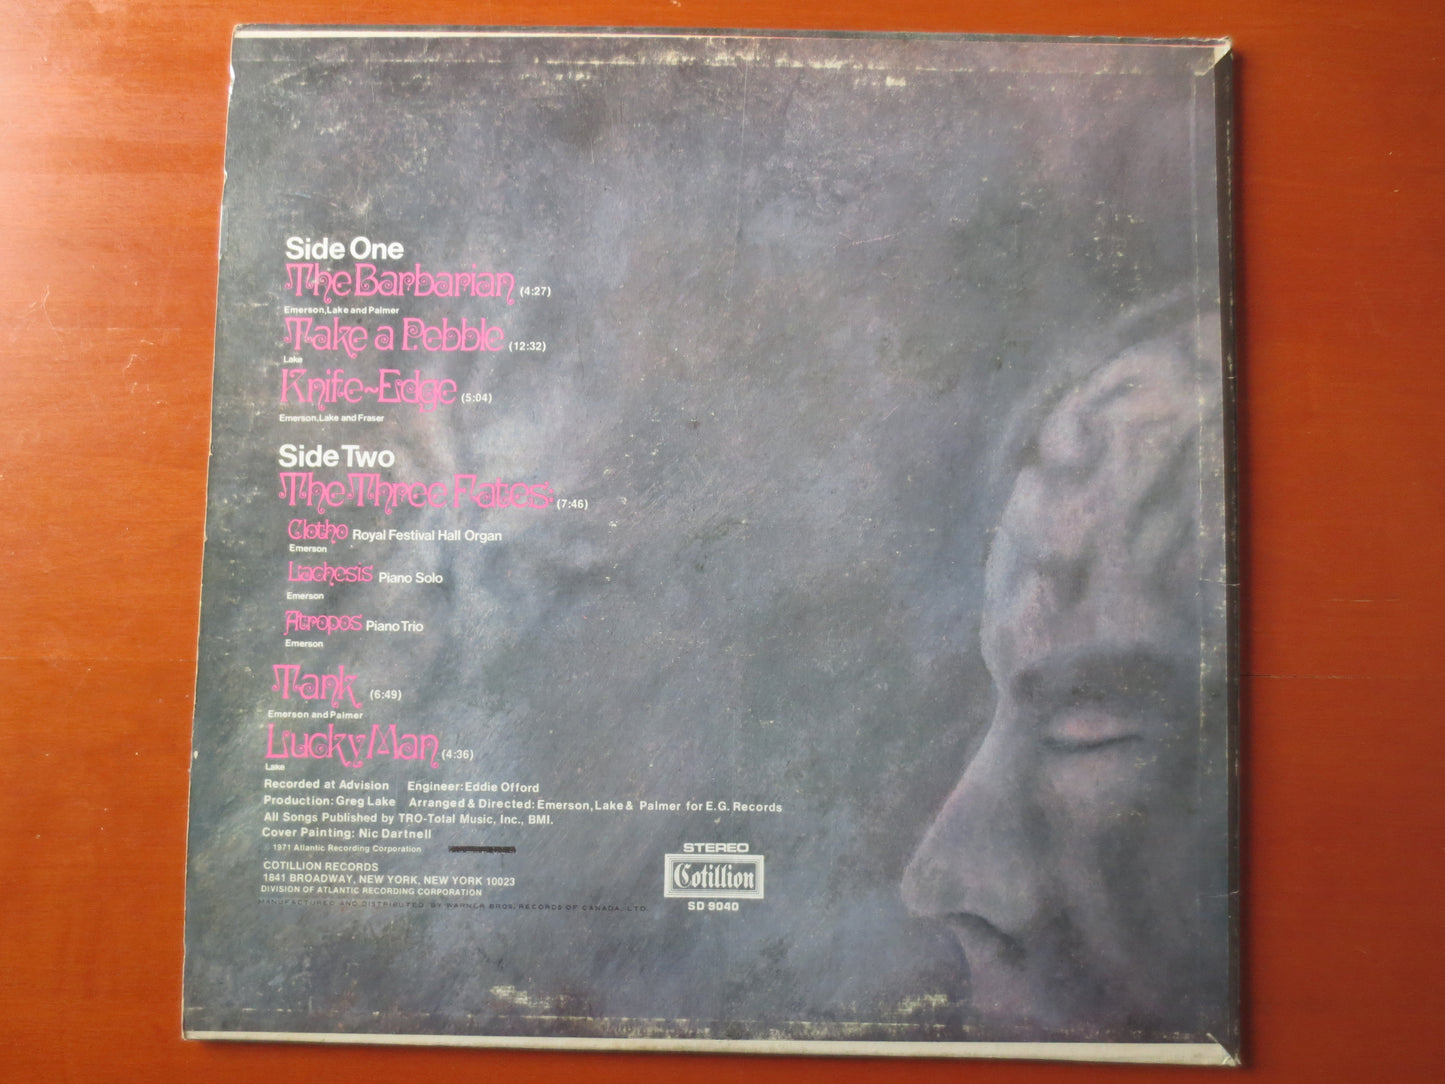 Side One
The Barbarian (4:27)
Emerson, Lake and Palmer
Take a Pebble (12:32)
Lake
Knife~Edge (5:04)
Emerson, Lake and Fraser
Side Two
The Three Fates: (7:46)
Clotho Royal Festival Hall Organ
Emerson
Lachesis Piano Solo
Emerson
Atropos Piano Trio
Emerson
Tank (6:49)
Emerson and Palmer
Lucky Man (4:36)
Lake
Recorded at Advision Engineer: Eddie Offord
Production: Greg Lake Arranged & Directed: Emerson, Lake & Palmer for E.G. Records
All Songs Published by TRO-Total Music, Inc., BMI.
Cover Painting: Nic Dartnell
© 1971 Atlantic Recording Corporation
COTILLION RECORDS
1841 BROADWAY, NEW YORK, NEW YORK 10023
DIVISION OF ATLANTIC RECORDING CORPORATION
MANUFACTURED AND DISTRIBUTED BY WARNER BROS. RECORDS OF CANADA, LTD.
STEREO
Cotillion
SD 9040